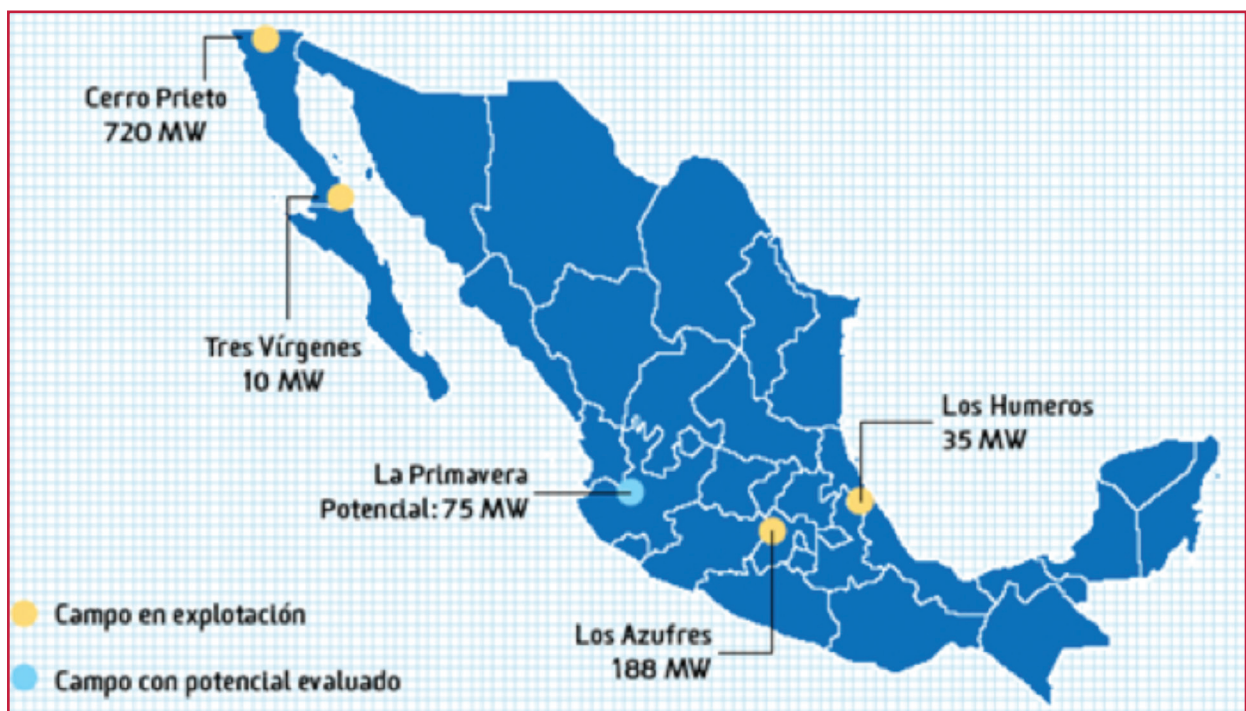 Cerro Prieto
720 MW
Tres Vírgenes
10 MW
Los Humeros
35 MW
La Primavera
Potencial: 75 MW
Los Azufres
188 MW
Campo en explotación
Campo con potencial evaluado